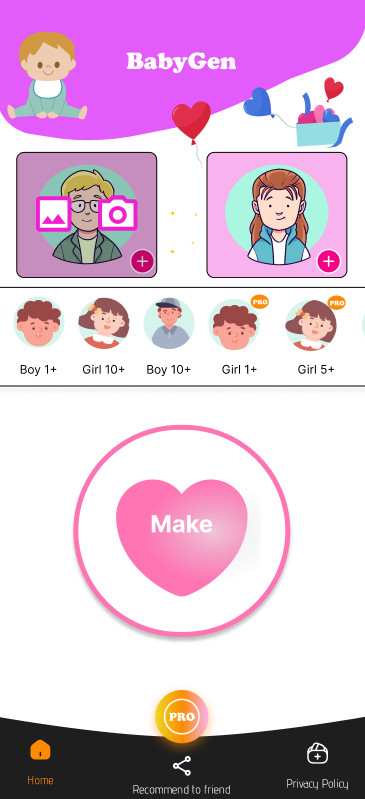 BabyGen
PRO PRO
Boy 1+ Girl 10+ Boy 10+ Girl 1+ Girl 5+
Make
PRO
Home
Recommend to friend
Privacy Policy